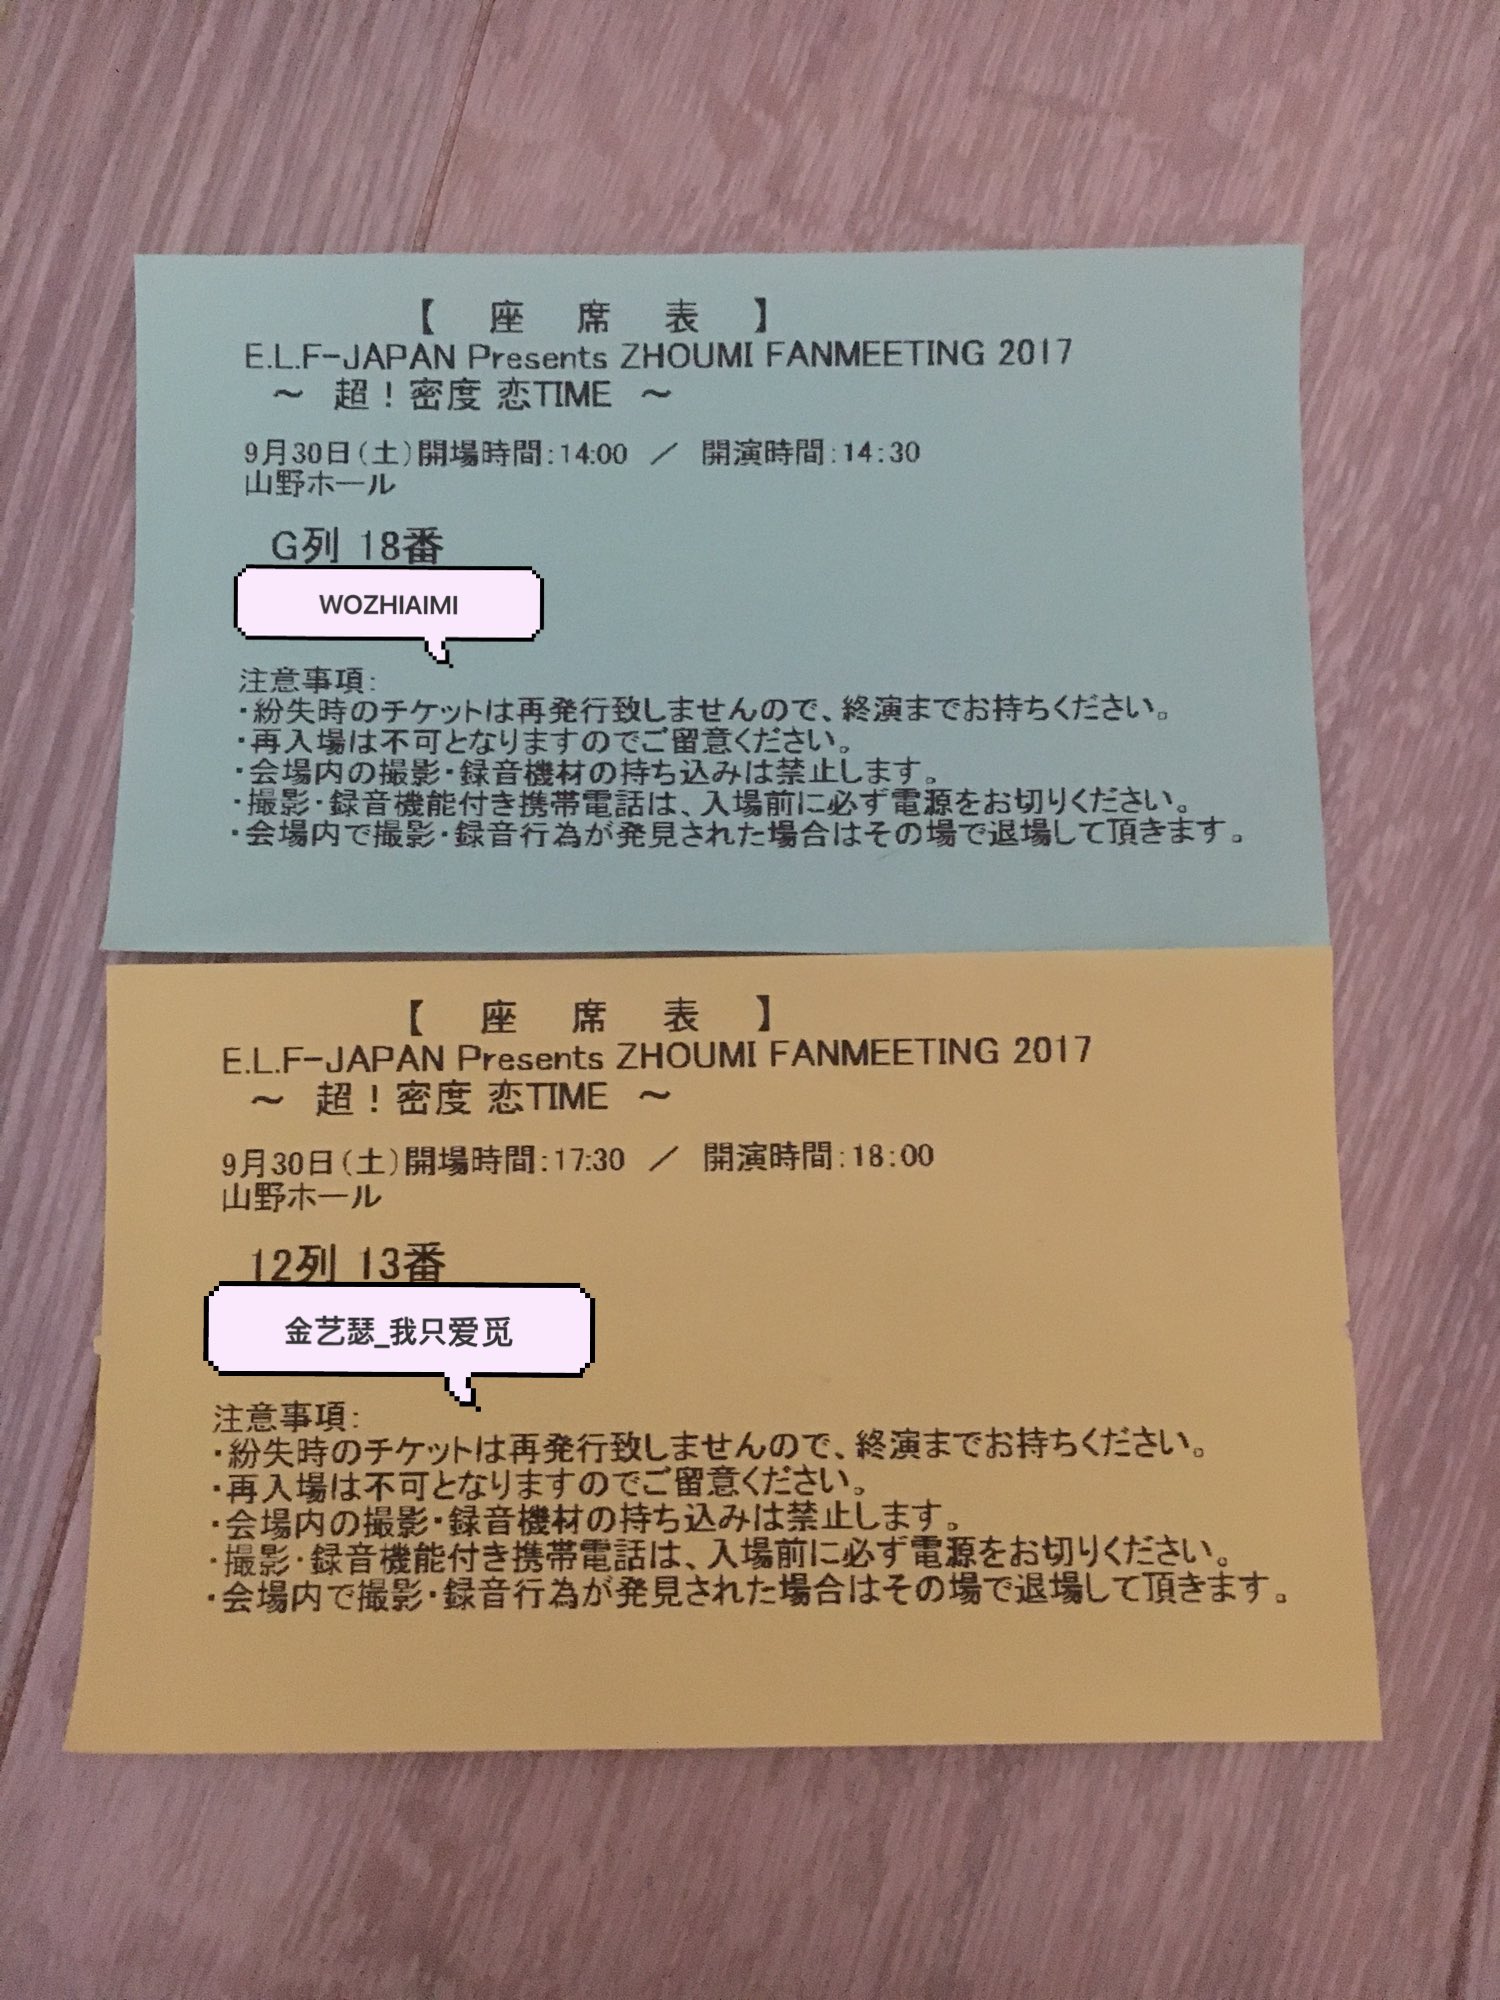 【 座 席 表 】
E.L.F-JAPAN Presents ZHOUMI FANMEETING 2017
～ 超！密度 恋TIME ～
9月30日(土)開場時間:14:00 ／ 開演時間:14:30
山野ホール
G列 18番
WOZHIAIMI
注意事項:
・紛失時のチケットは再発行致しませんので、終演までお持ちください。
・再入場は不可となりますのでご留意ください。
・会場内の撮影・録音機材の持ち込みは禁止します。
・撮影・録音機能付き携帯電話は、入場前に必ず電源をお切りください。
・会場内で撮影・録音行為が発見された場合はその場で退場して頂きます。
【 座 席 表 】
E.L.F-JAPAN Presents ZHOUMI FANMEETING 2017
～ 超！密度 恋TIME ～
9月30日(土)開場時間:17:30 ／ 開演時間:18:00
山野ホール
12列 13番
金艺瑟_我只爱觅
注意事項:
・紛失時のチケットは再発行致しませんので、終演までお持ちください。
・再入場は不可となりますのでご留意ください。
・会場内の撮影・録音機材の持ち込みは禁止します。
・撮影・録音機能付き携帯電話は、入場前に必ず電源をお切りください。
・会場内で撮影・録音行為が発見された場合はその場で退場して頂きます。